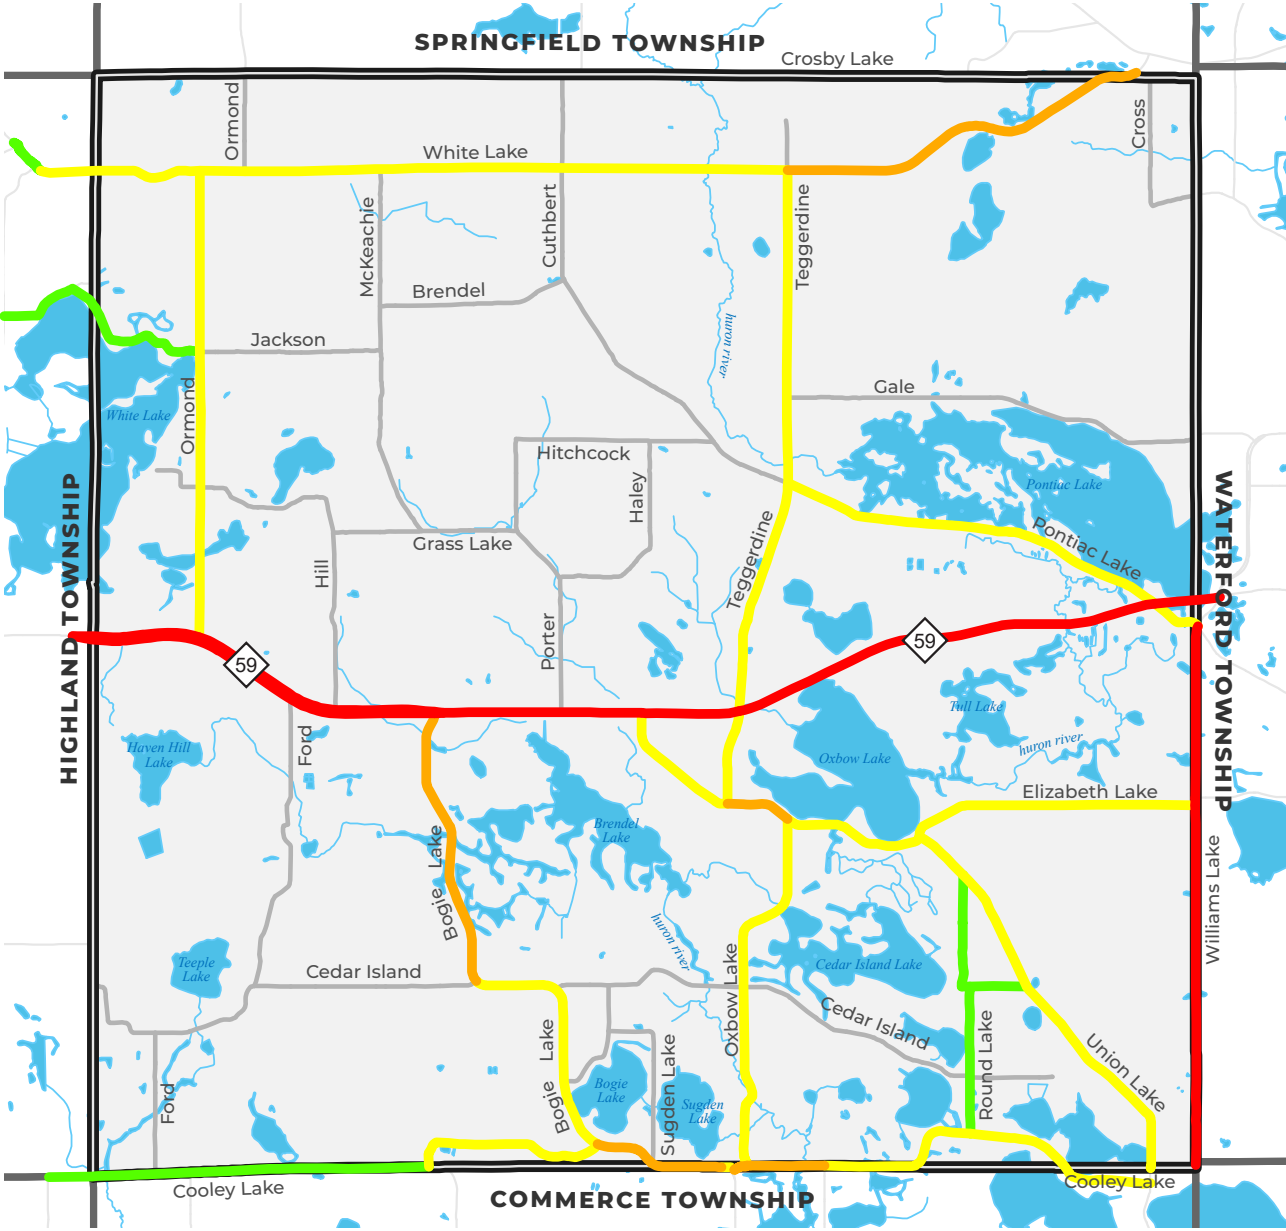 SPRINGFIELD TOWNSHIP
Crosby Lake
Ormond
Cross
White Lake
McKeachie
Cuthbert
Teggerdine
Brendel
huron river
Jackson
Gale
White Lake
Ormond
Hitchcock
Haley
Pontiac Lake
HIGHLAND TOWNSHIP
WATERFORD TOWNSHIP
Grass Lake
Teggerdine
Pontiac Lake
Hill
Porter
59
59
Tull Lake
Ford
Haven Hill
Lake
Oxbow Lake
huron river
Elizabeth Lake
Brendel
Lake
Bogie Lake
Williams Lake
huron river
Teeple
Lake
Cedar Island
Oxbow Lake
Cedar Island Lake
Cedar Island
Bogie Lake
Sugden Lake
Round Lake
Union Lake
Bogie
Lake
Sugden
Lake
Ford
Cooley Lake
Cooley Lake
COMMERCE TOWNSHIP